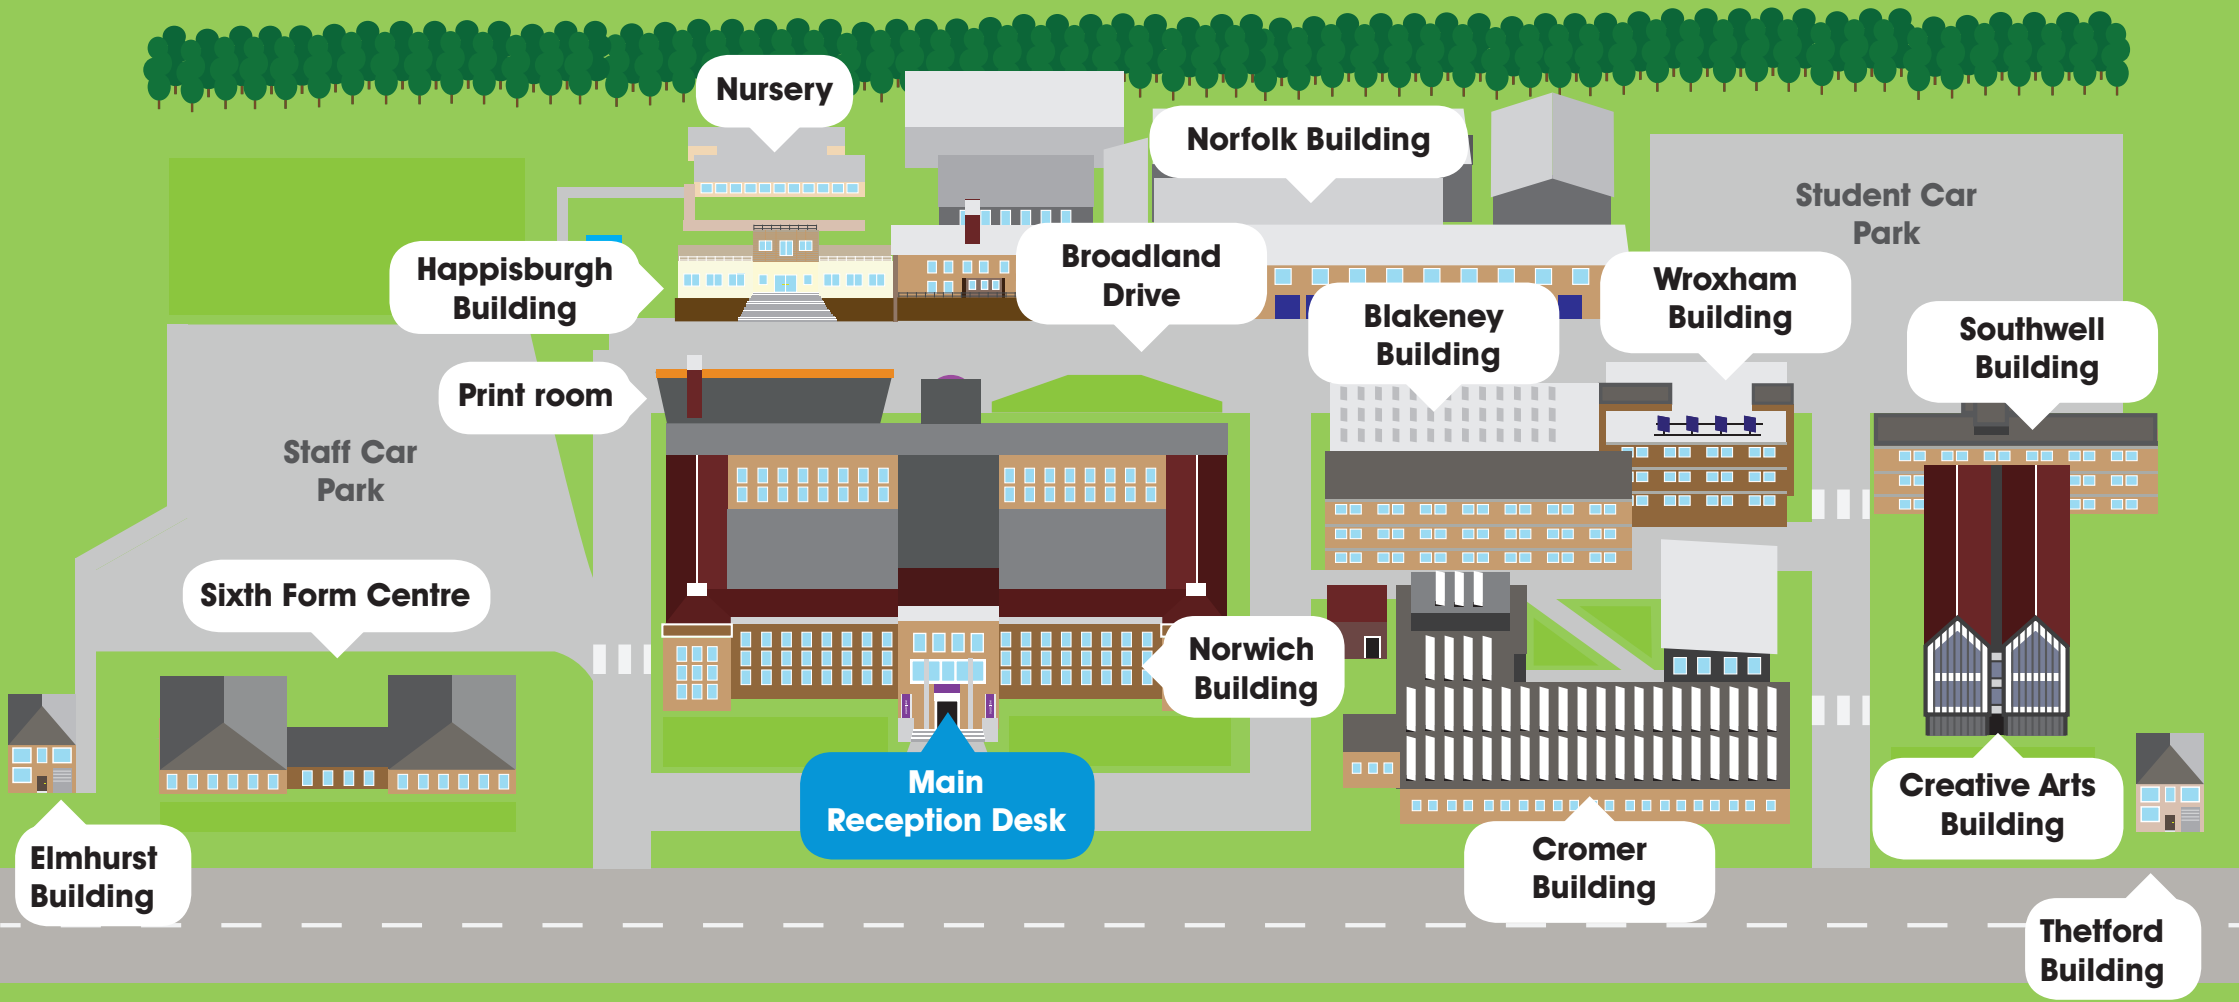 Nursery
Norfolk Building
Student Car
Park
Happisburgh
Building
Broadland
Drive
Wroxham
Building
Blakeney
Building
Southwell
Building
Print room
Staff Car
Park
Sixth Form Centre
Norwich
Building
Main
Reception Desk
Creative Arts
Building
Elmhurst
Building
Cromer
Building
Thetford
Building